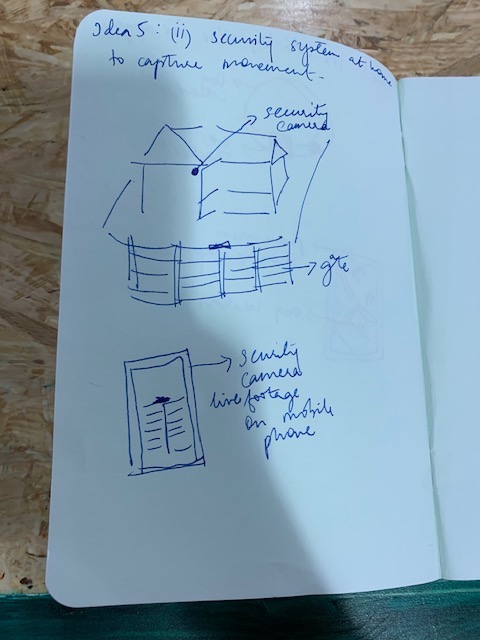 Idea 5: (ii) security system at home
to capture movement.
security
camera
gate
security
camera
live footage
on mobile
phone